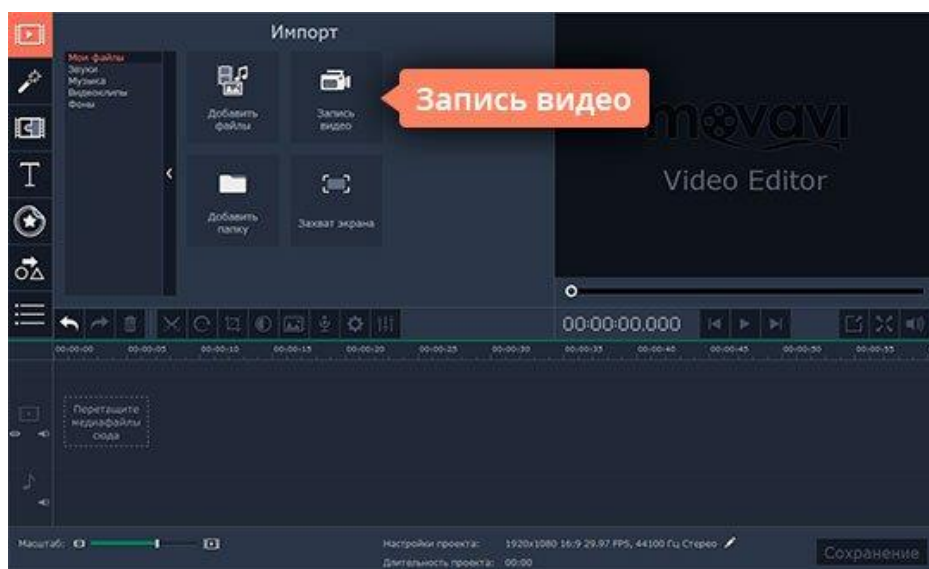 Импорт
Мои файлы
Звуки
Музыка
Видеоклипы
Фоны
Добавить
файлы
Запись
видео
Запись видео
Добавить
папку
Захват экрана
movavi
Video Editor
00:00:00.000
00:00:00 00:00:05 00:00:10 00:00:15 00:00:20 00:00:25 00:00:30 00:00:35 00:00:40 00:00:45 00:00:50 00:00:55
Перетащите
медиафайлы
сюда
Масштаб:
Настройки проекта: 1920x1080 16:9 29.97 FPS, 44100 Гц Стерео
Длительность проекта: 00:00
Сохранение